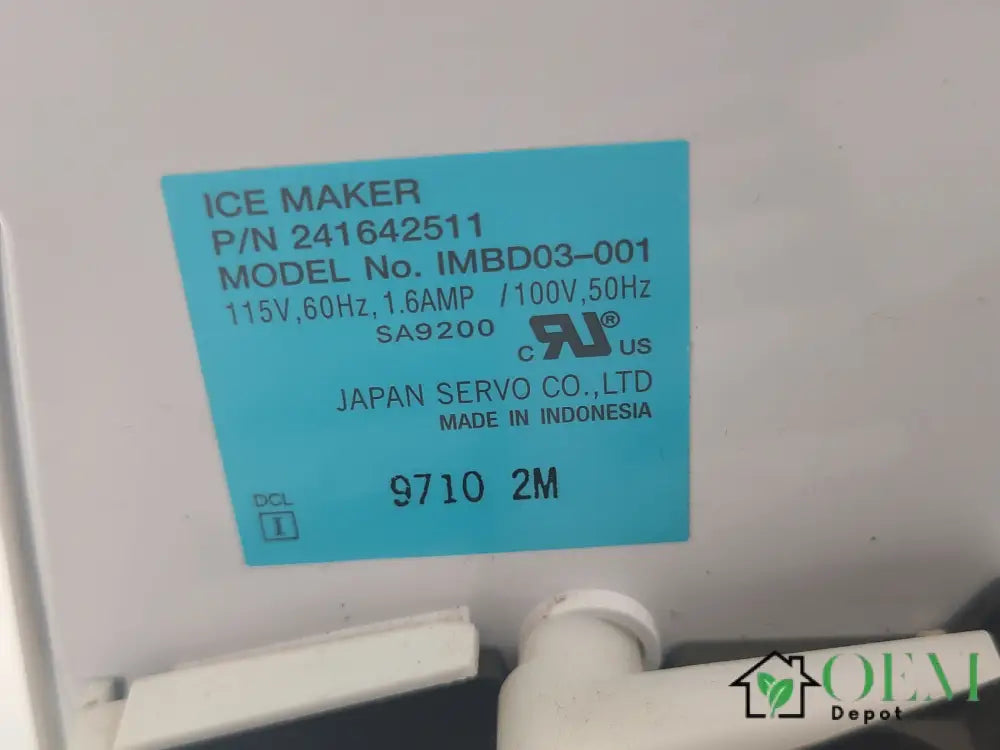 ICE MAKER
P/N 241642511
MODEL No. IMBD03-001
115V,60Hz,1.6AMP /100V,50Hz
SA9200
C RU® US
JAPAN SERVO CO.,LTD
MADE IN INDONESIA
9710 2M
DCL
I
OEM
Depot